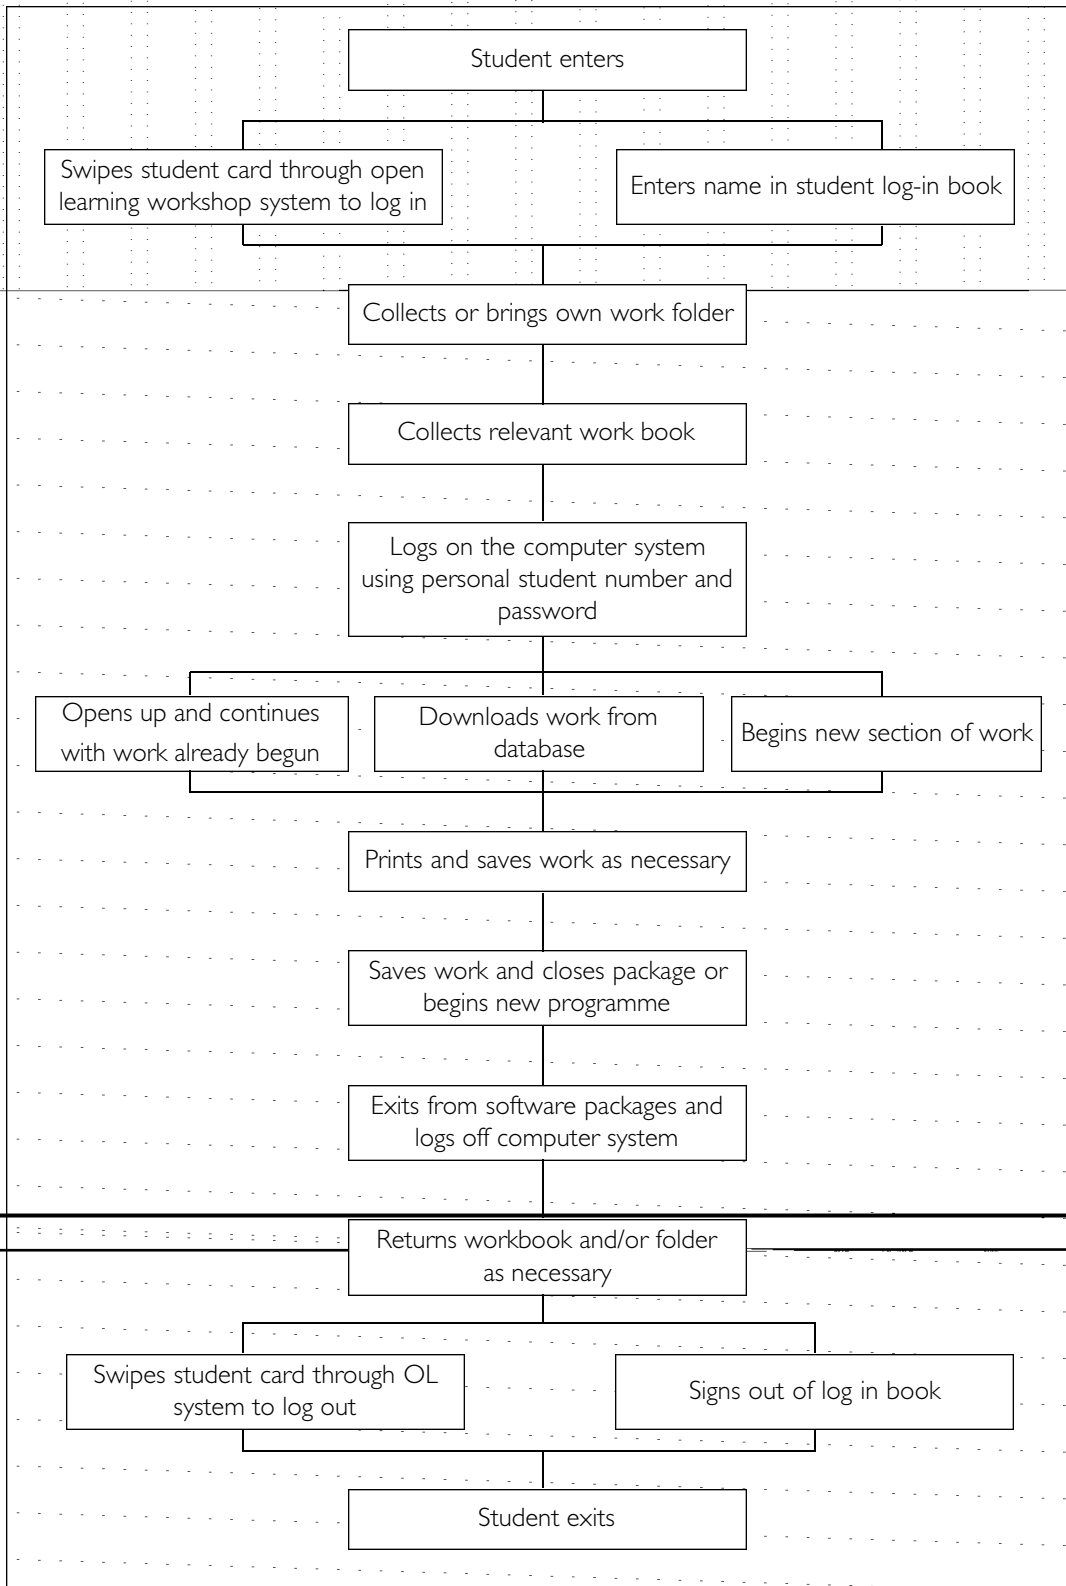 Student enters
Swipes student card through open
learning workshop system to log in
Enters name in student log-in book
Collects or brings own work folder
Collects relevant work book
Logs on the computer system
using personal student number and
password
Opens up and continues
with work already begun
Downloads work from
database
Begins new section of work
Prints and saves work as necessary
Saves work and closes package or
begins new programme
Exits from software packages and
logs off computer system
Returns workbook and/or folder
as necessary
Swipes student card through OL
system to log out
Signs out of log in book
Student exits